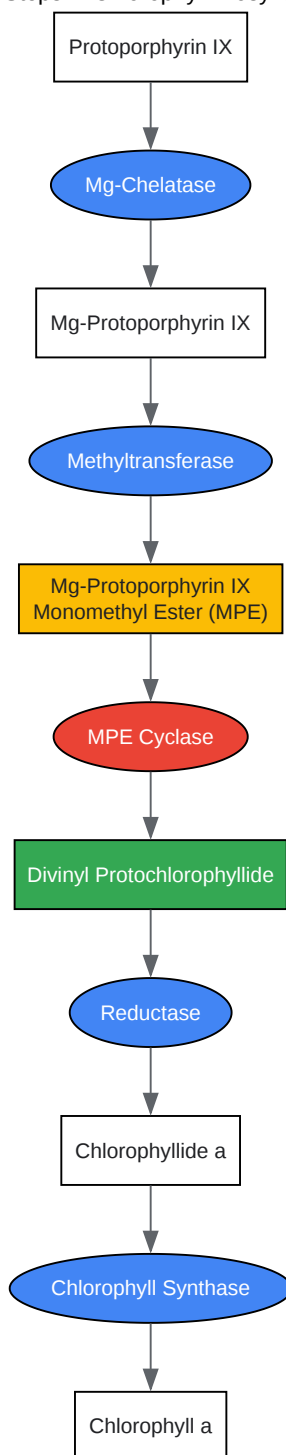 Protoporphyrin IX
Mg-Chelatase
Mg-Protoporphyrin IX
Methyltransferase
Mg-Protoporphyrin IX
Monomethyl Ester (MPE)
MPE Cyclase
Divinyl Protochlorophyllide
Reductase
Chlorophyllide a
Chlorophyll Synthase
Chlorophyll a